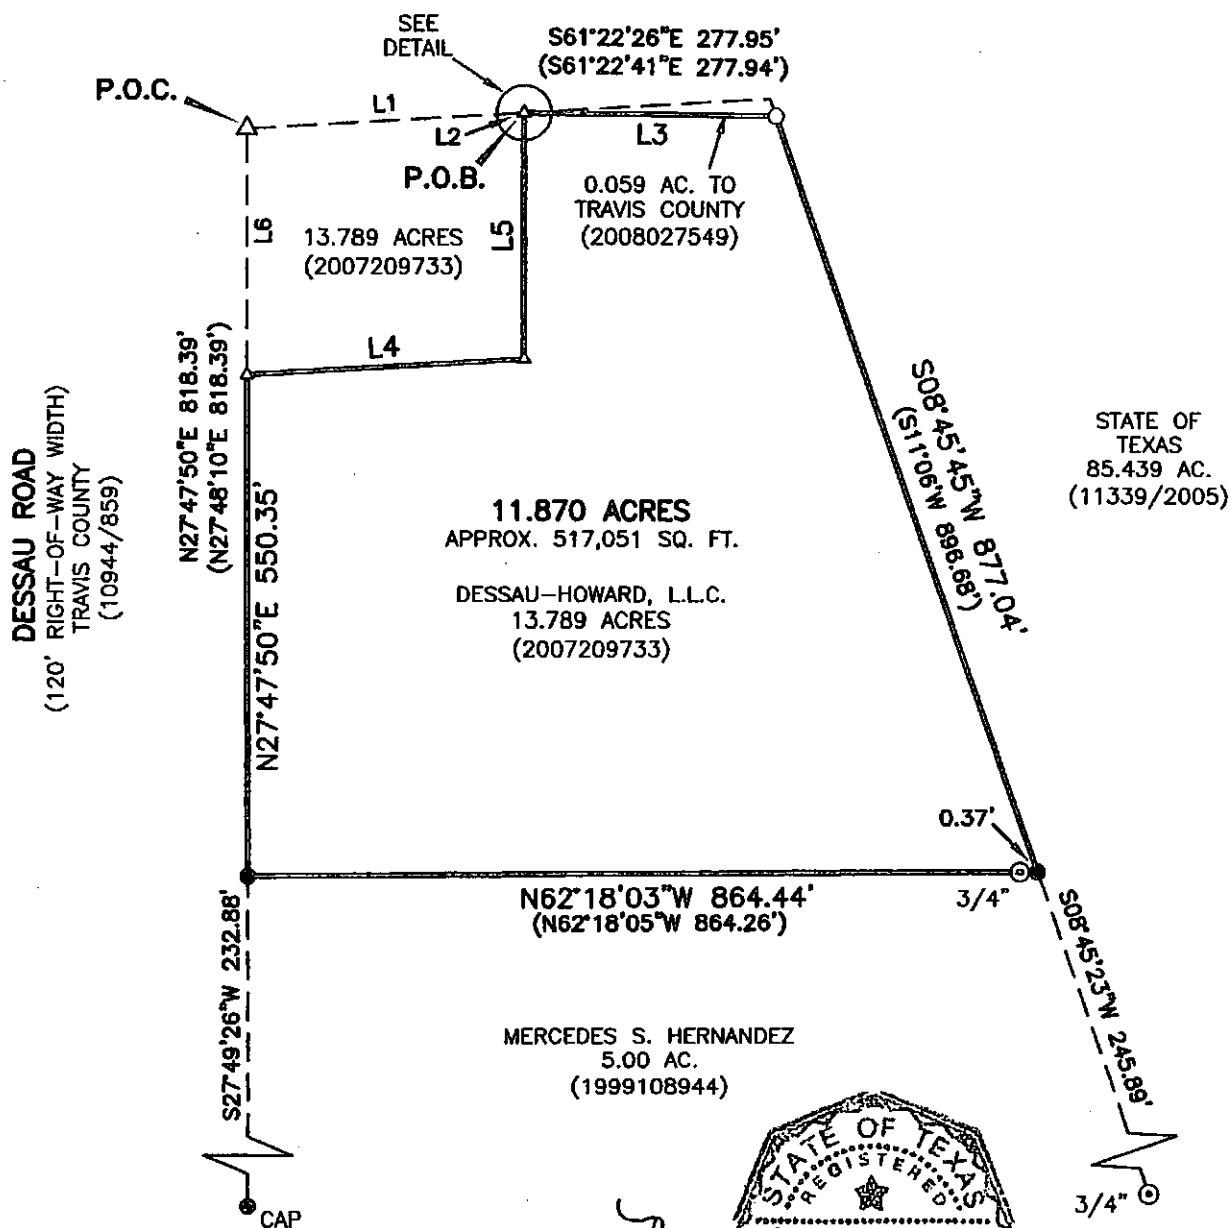 SEE
DETAIL
S61°22'26"E 277.95'
(S61°22'41"E 277.94')
P.O.C.
L1
L2
L3
P.O.B.
L6
13.789 ACRES
(2007209733)
L5
0.059 AC. TO
TRAVIS COUNTY
(2008027549)
L4
DESSAU ROAD
(120' RIGHT-OF-WAY WIDTH)
TRAVIS COUNTY
(10944/859)
N27°47'50"E 818.39'
(N27°48'10"E 818.39')
N27°47'50"E 550.35'
11.870 ACRES
APPROX. 517,051 SQ. FT.
DESSAU-HOWARD, L.L.C.
13.789 ACRES
(2007209733)
S08°45'45"W 877.04'
(S11°06'W 896.68')
STATE OF
TEXAS
85.439 AC.
(11339/2005)
0.37'
N62°18'03"W 864.44'
(N62°18'05"W 864.26')
3/4"
S27°49'26"W 232.88'
S08°45'23"W 245.89'
MERCEDES S. HERNANDEZ
5.00 AC.
(1999108944)
STATE OF TEXAS
REGISTERED
CAP
3/4"